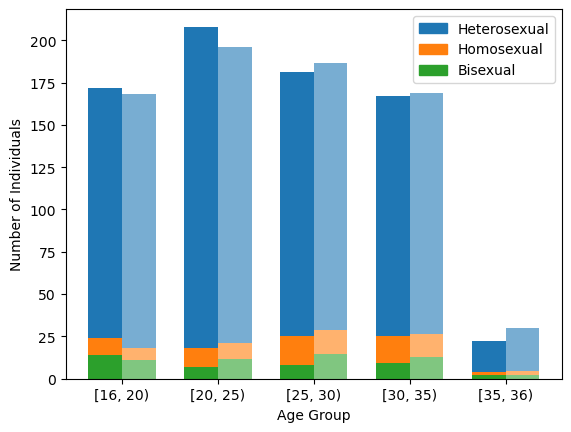 Heterosexual
Homosexual
Bisexual
200
175
150
125
100
75
50
25
0
Number of Individuals
[16, 20)
[20, 25)
[25, 30)
[30, 35)
[35, 36)
Age Group